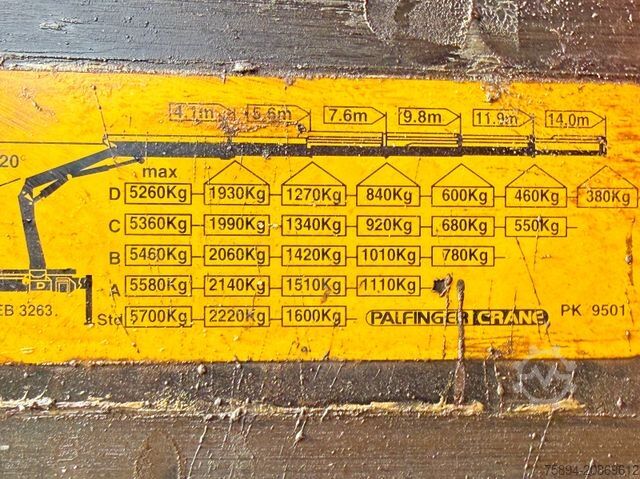 4.1m 5.6m 7.6m 9.8m 11.9m 14.0m
20°
max
D 5260Kg 1930Kg 1270Kg 840Kg 600Kg 460Kg 380Kg
C 5360Kg 1990Kg 1340Kg 920Kg 680Kg 550Kg
B 5460Kg 2060Kg 1420Kg 1010Kg 780Kg
A 5580Kg 2140Kg 1510Kg 1110Kg
EB 3263
Std 5700Kg 2220Kg 1600Kg PALFINGER CRANE PK 9501
75894-20869612